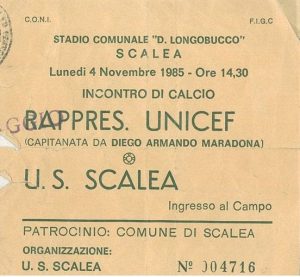 C.O.N.I. F.I.G.C
STADIO COMUNALE "D. LONGOBUCCO"
SCALEA
Lunedì 4 Novembre 1985 - Ore 14,30
INCONTRO DI CALCIO
RAPPRES. UNICEF
(CAPITANATA DA DIEGO ARMANDO MARADONA)
U.S. SCALEA
Ingresso al Campo
PATROCINIO: COMUNE DI SCALEA
ORGANIZZAZIONE:
U. S. SCALEA Nº 004716